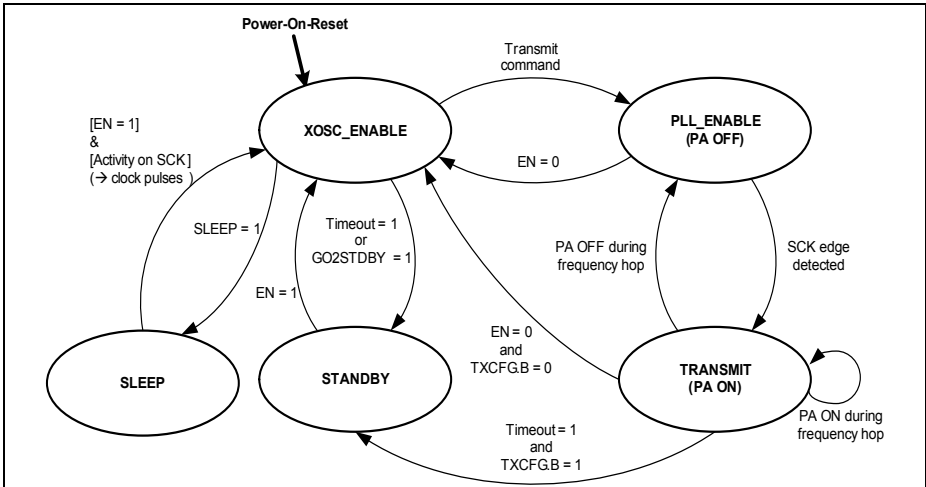 Power-On-Reset
Transmit
command
[EN = 1]
&
[Activity on SCK]
(→ clock pulses )
XOSC_ENABLE
PLL_ENABLE
(PA OFF)
EN = 0
SLEEP = 1
Timeout = 1
or
GO2STDBY = 1
EN = 1
PA OFF during
frequency hop
SCK edge
detected
EN = 0
and
TXCFG.B = 0
SLEEP
STANDBY
TRANSMIT
(PA ON)
PA ON during
frequency hop
Timeout = 1
and
TXCFG.B = 1